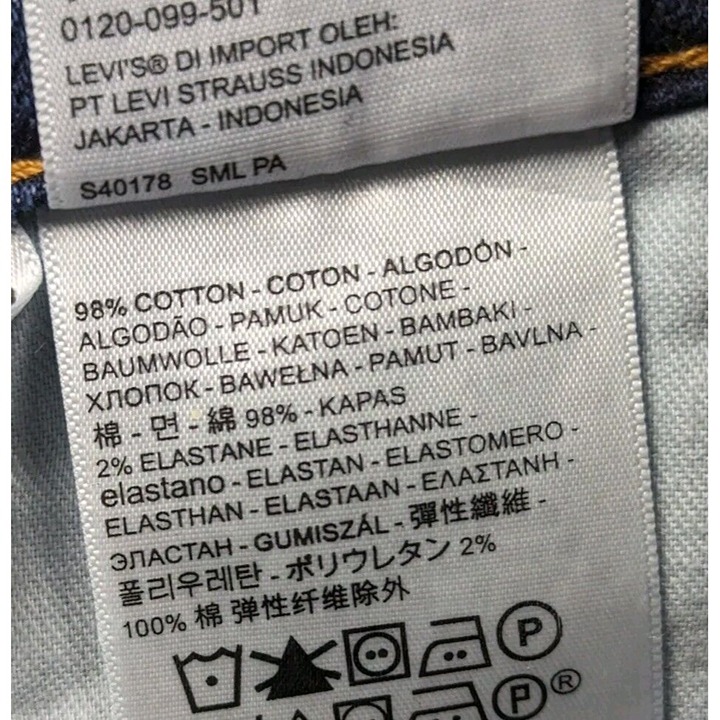 0120-099-501
LEVI'S® DI IMPORT OLEH:
PT LEVI STRAUSS INDONESIA
JAKARTA - INDONESIA
S40178 SML PA
98% COTTON - COTON - ALGODÓN -
ALGODÃO - PAMUK - COTONE -
BAUMWOLLE - KATOEN - BAMBAKI -
ХЛОПОК - BAWEŁNA - PAMUT - BAVLNA -
棉 - 면 - 綿 98% - KAPAS
2% ELASTANE - ELASTHANNE -
elastano - ELASTAN - ELASTOMERO -
ELASTHAN - ELASTAAN - ΕΛΑΣΤΑΝΗ -
ЭЛАСТАН - GUMISZÁL - 彈性纖維 -
폴리우레탄 - ポリウレタン 2%
100% 棉 弹性纤维除外
P
P ®